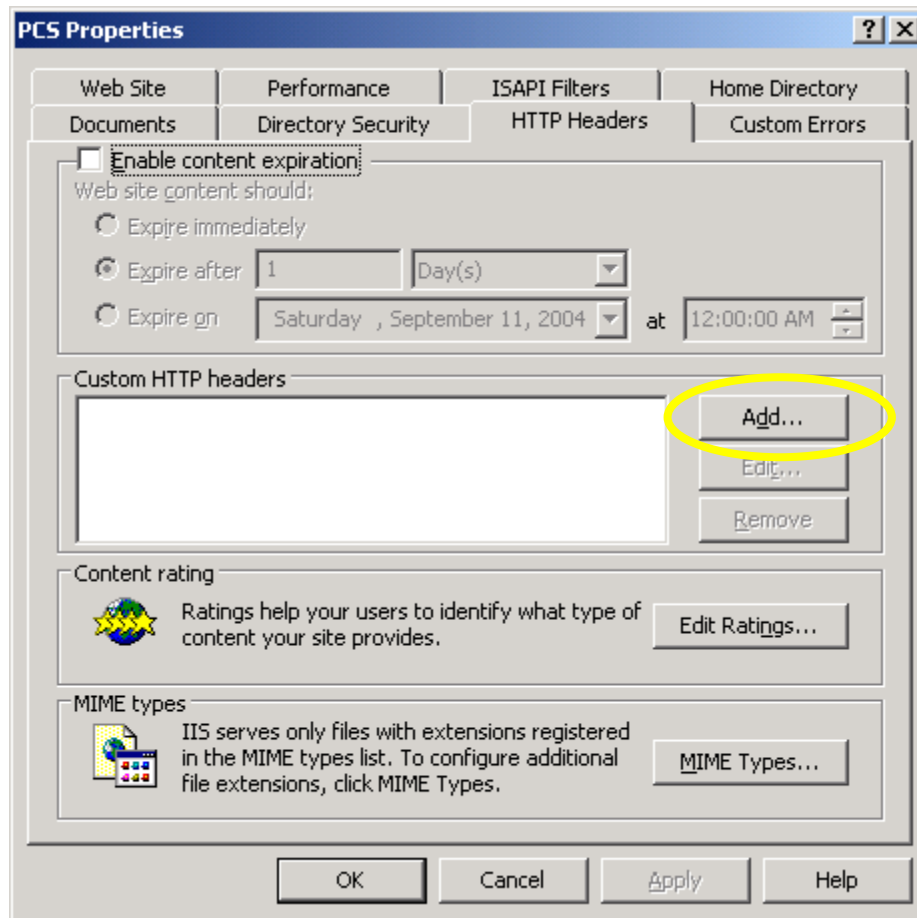 PCS Properties
Web Site Performance ISAPI Filters Home Directory
Documents Directory Security HTTP Headers Custom Errors
Enable content expiration
Web site content should:
Expire immediately
Expire after 1 Day(s)
Expire on Saturday , September 11, 2004 at 12:00:00 AM
Custom HTTP headers
Add...
Edit...
Remove
Content rating
Ratings help your users to identify what type of
content your site provides.
Edit Ratings...
MIME types
IIS serves only files with extensions registered
in the MIME types list. To configure additional
file extensions, click MIME Types.
MIME Types...
OK Cancel Apply Help